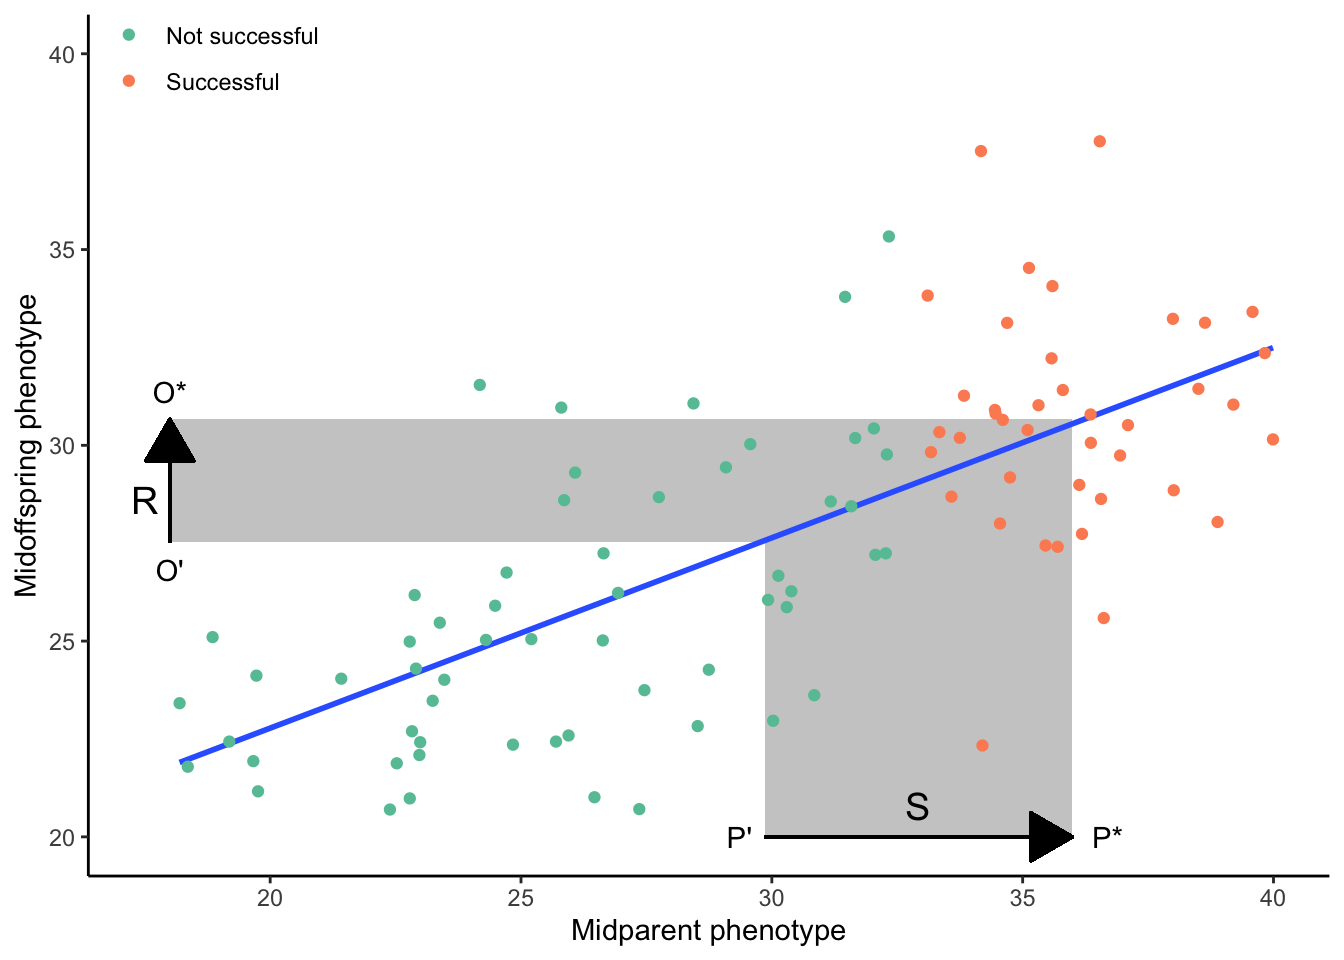 Not successful
Successful
40
35
30
25
20
Midoffspring phenotype
O*
R
O'
S
P'
P*
20
25
30
35
40
Midparent phenotype